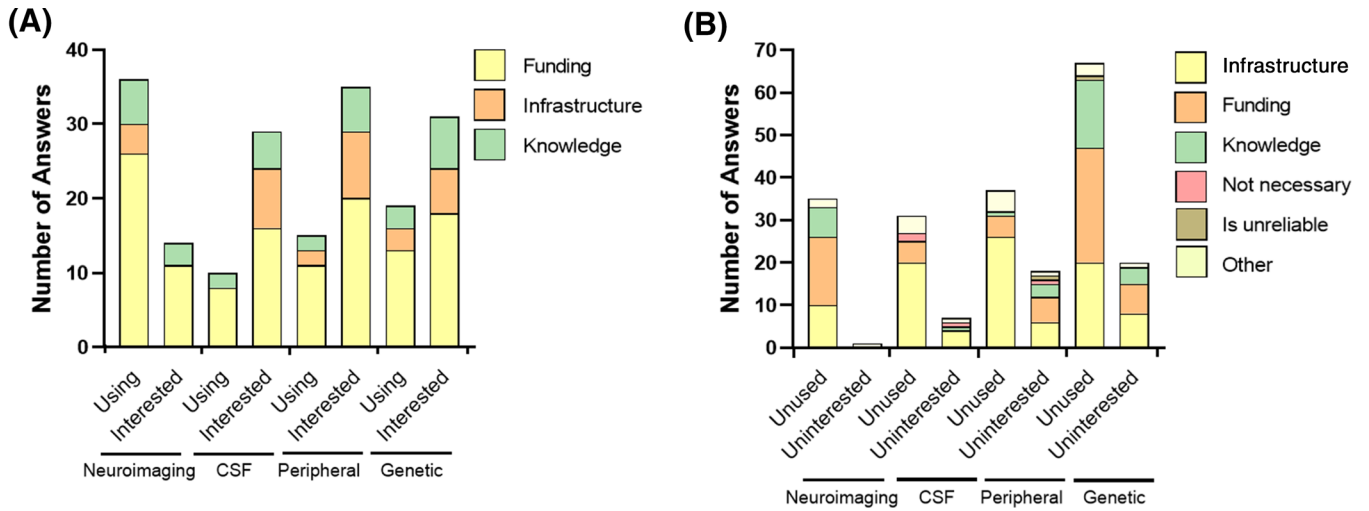 (A)
Number of Answers
40
30
20
10
0
Funding
Infrastructure
Knowledge
Using
Interested
Using
Interested
Using
Interested
Using
Interested
Neuroimaging
CSF
Peripheral
Genetic
(B)
Number of Answers
70
60
50
40
30
20
10
0
Infrastructure
Funding
Knowledge
Not necessary
Is unreliable
Other
Unused
Uninterested
Unused
Uninterested
Unused
Uninterested
Unused
Uninterested
Neuroimaging
CSF
Peripheral
Genetic